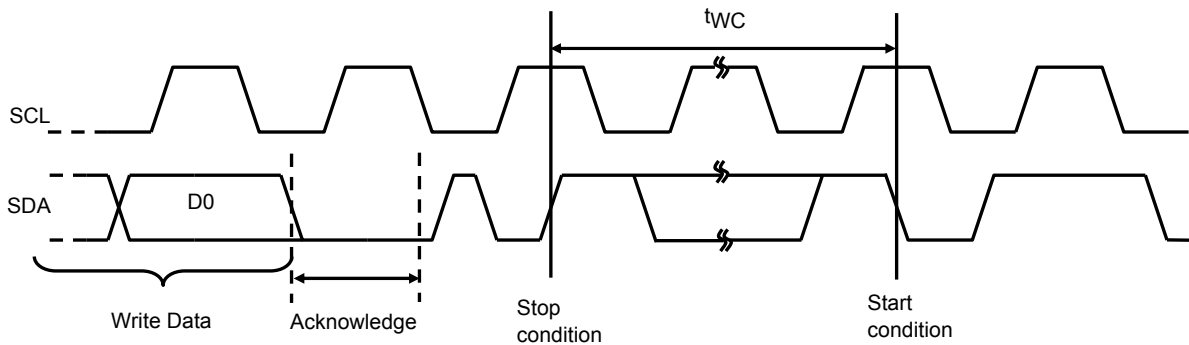 tWC
SCL
SDA
D0
Write Data
Acknowledge
Stop
condition
Start
condition